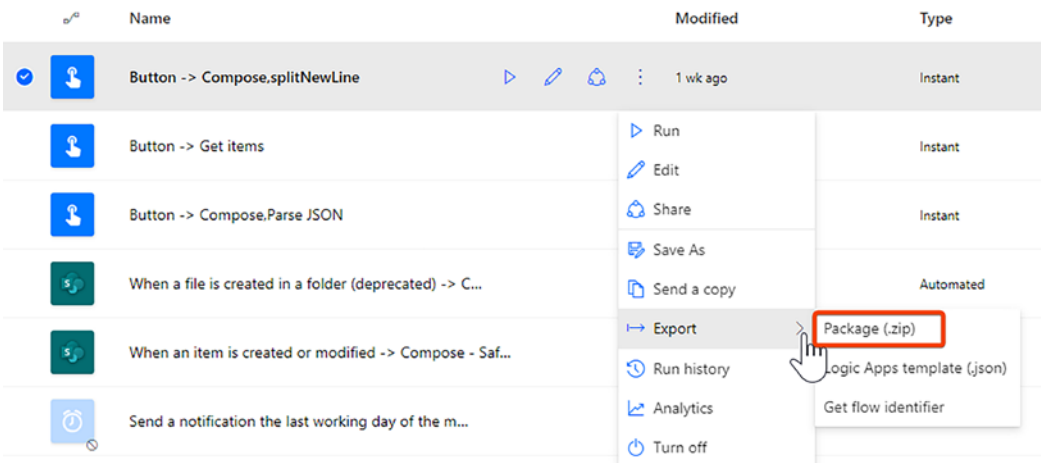 Name Modified Type
Button -> Compose,splitNewLine 1 wk ago Instant
Run
Button -> Get items Instant
Edit
Share
Button -> Compose,Parse JSON Instant
Save As
When a file is created in a folder (deprecated) -> C... Automated
Send a copy
Export Package (.zip)
When an item is created or modified -> Compose - Saf...
Run history Logic Apps template (.json)
Analytics Get flow identifier
Send a notification the last working day of the m...
Turn off